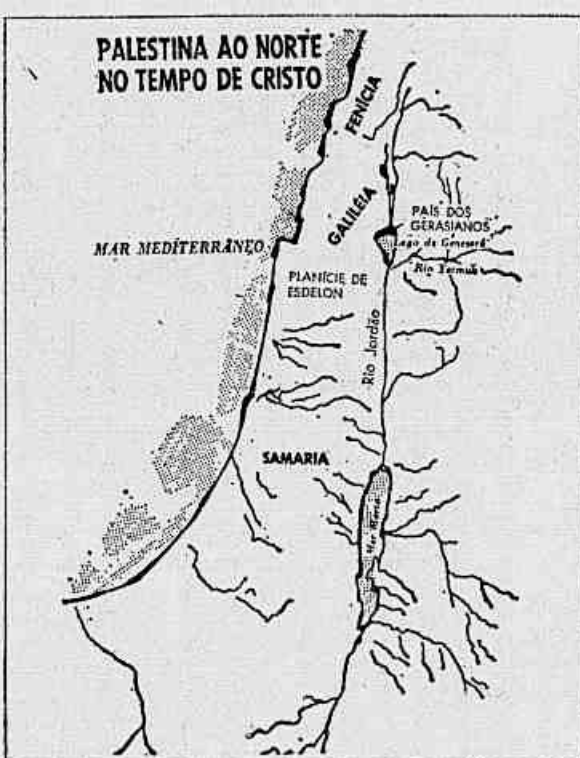 PALESTINA AO NORTE
NO TEMPO DE CRISTO
FENÍCIA
GALILÉIA
PAÍS DOS
GERASIANOS
Lago de Genesaré
MAR MEDITERRÂNEO
Rio Yarmuk
PLANÍCIE DE
ESDELON
Rio Jordão
SAMARIA
Mar Morto